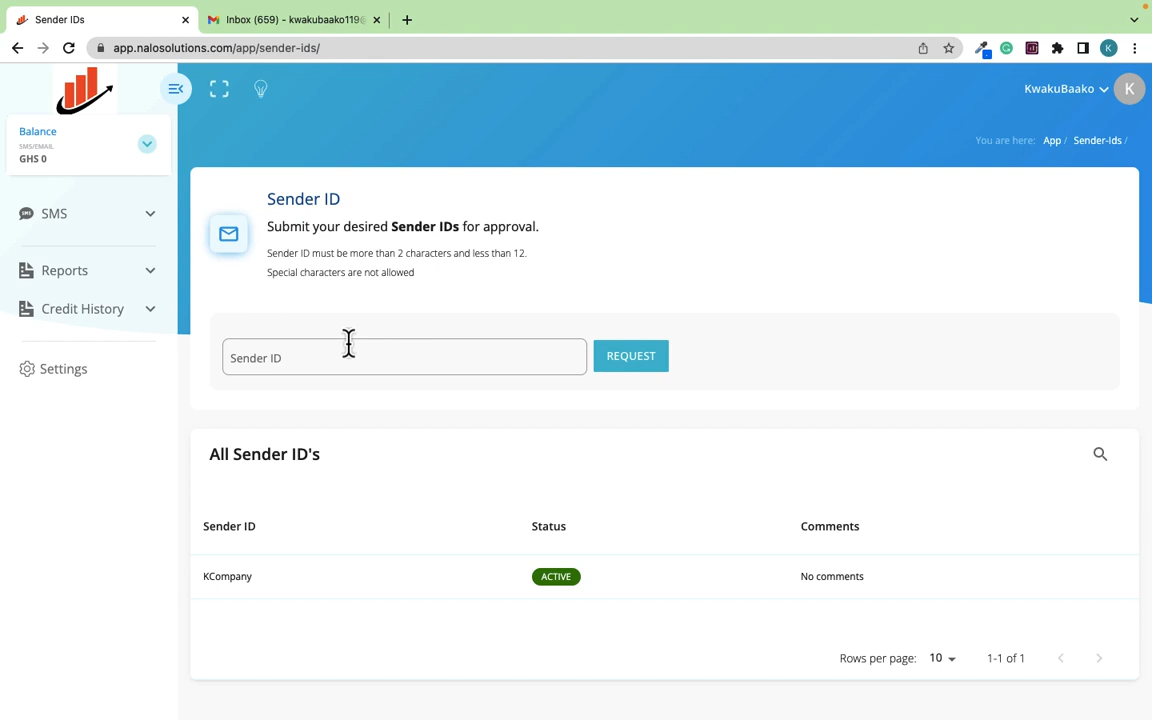 Sender IDs
Inbox (659) - kwakubaako119@
app.nalosolutions.com/app/sender-ids/
K
Balance
SMS/EMAIL
GHS 0
KwakuBaako
K
You are here: App / Sender-Ids /
SMS
SMS
Reports
Credit History
Settings
Sender ID
Submit your desired Sender IDs for approval.
Sender ID must be more than 2 characters and less than 12.
Special characters are not allowed
Sender ID
REQUEST
All Sender ID's
Sender ID Status Comments
KCompany ACTIVE No comments
Rows per page: 10 1-1 of 1